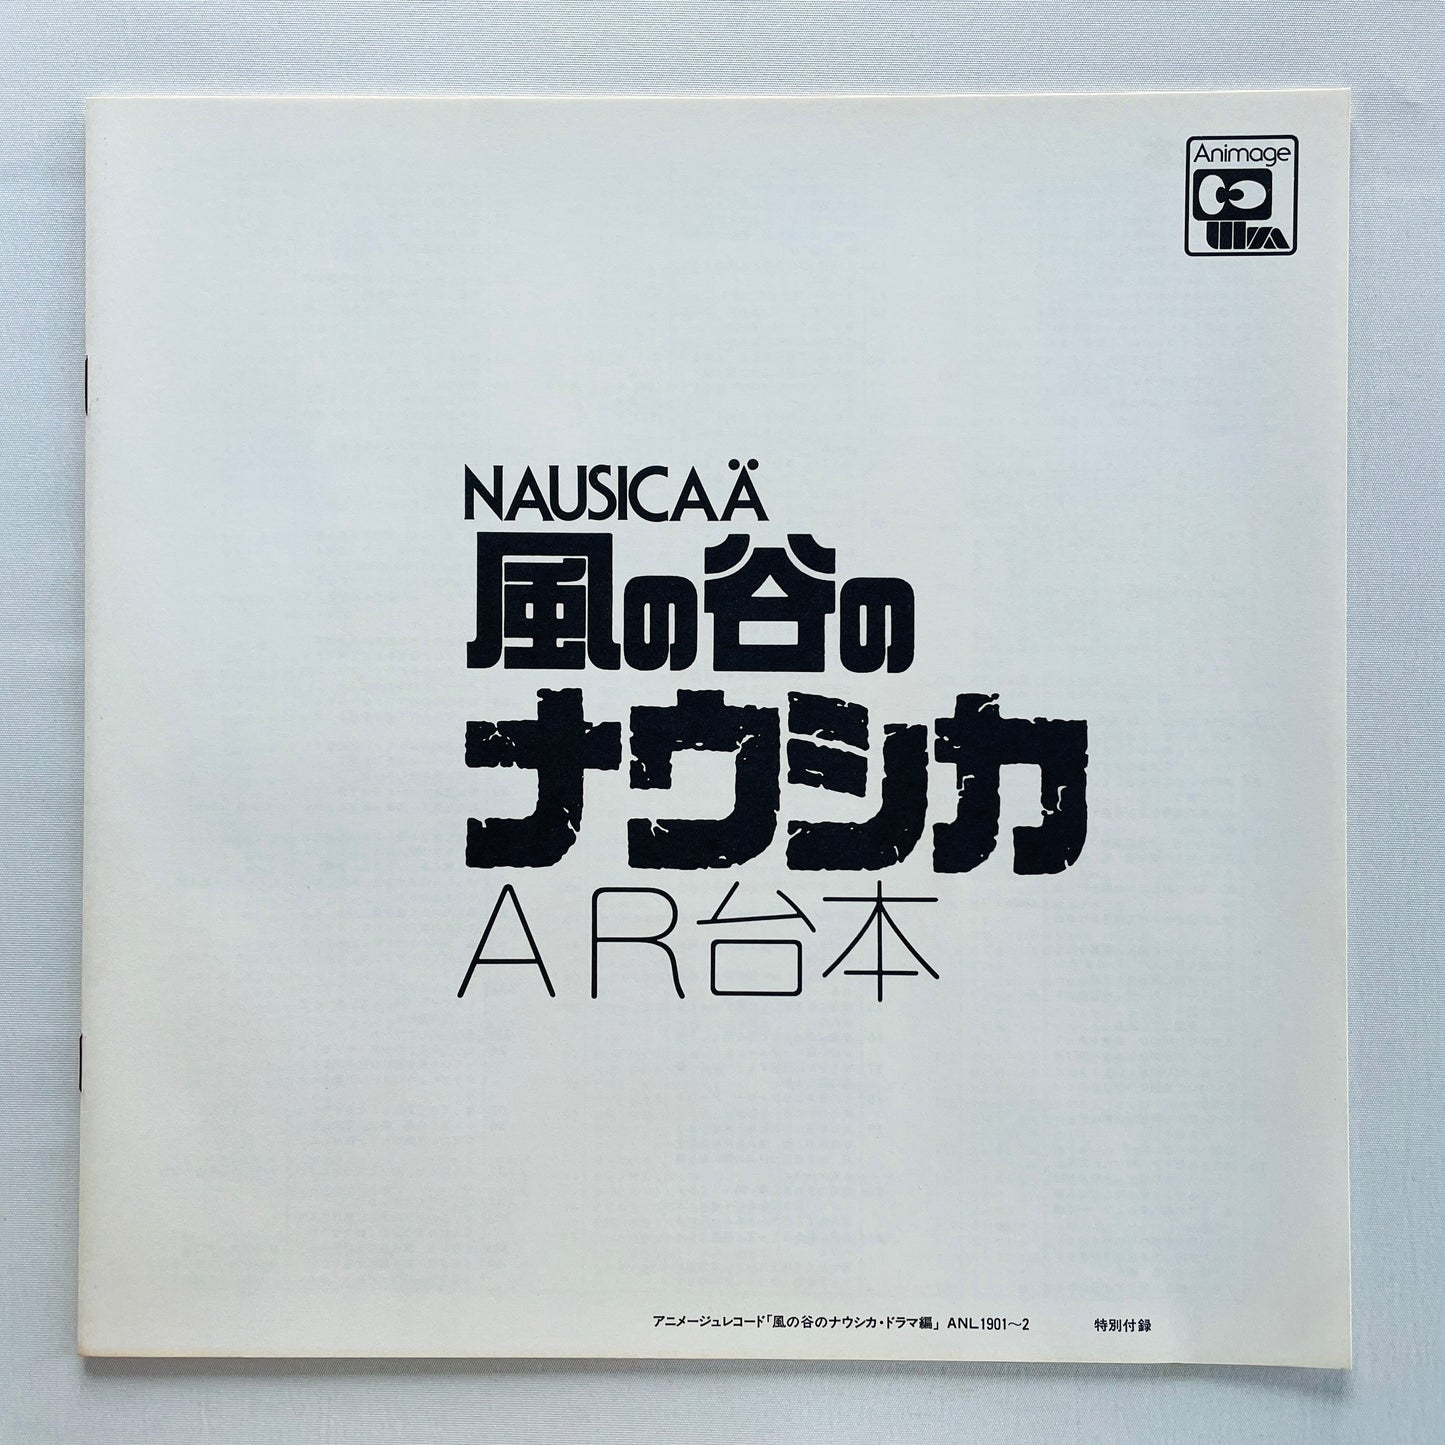 Animage
NAUSICAÄ
風の谷の
ナウシカ
AR台本
アニメージュレコード「風の谷のナウシカ・ドラマ編」 ANL1901〜2 特別付録